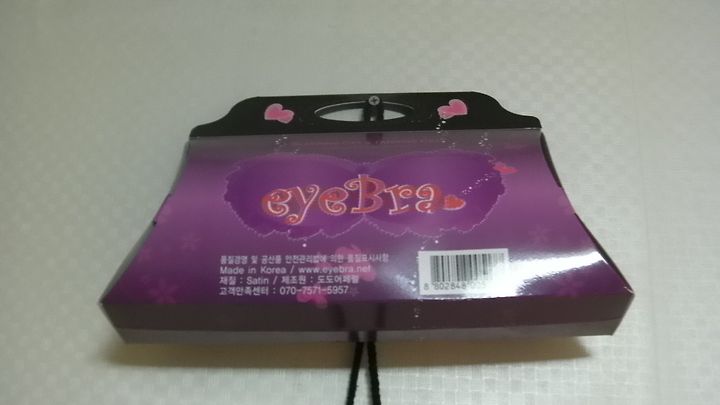 eyeBra
품질경영 및 공산품 안전관리법에 의한 품질표시사항
Made in Korea / www.eyebra.net
재질 : Satin / 제조원 : 도도어패럴
고객만족센터 : 070-7571-5957
8 802848